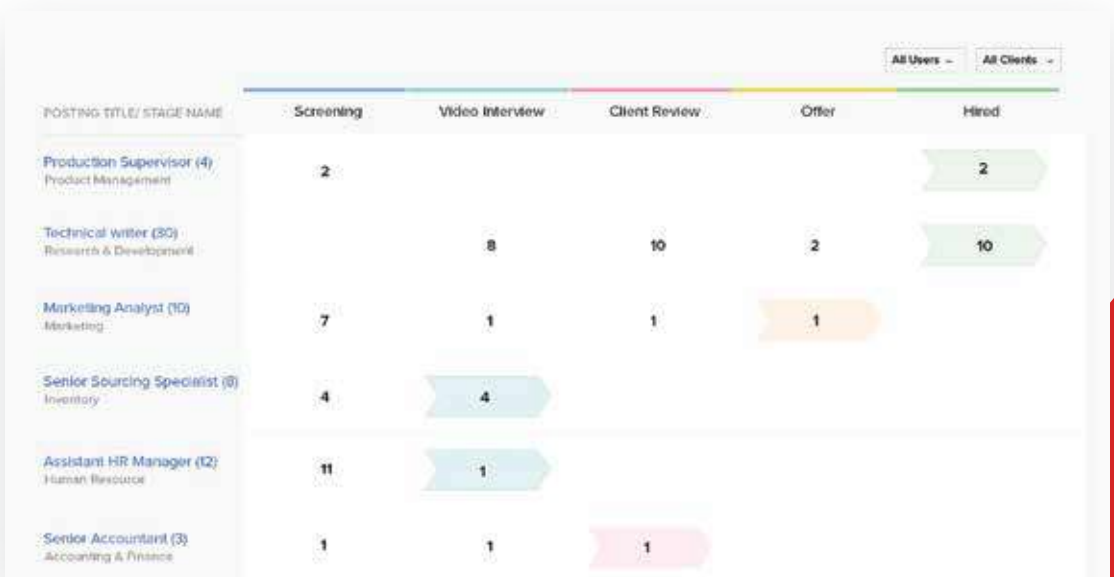 All Users All Clients
POSTING TITLE/ STAGE NAME Screening Video Interview Client Review Offer Hired
Production Supervisor (4)
Product Management
2 2
Technical writer (30)
Research & Development
8 10 2 10
Marketing Analyst (10)
Marketing
7 1 1 1
Senior Sourcing Specialist (8)
Inventory
4 4
Assistant HR Manager (12)
Human Resource
11 1
Senior Accountant (3)
Accounting & Finance
1 1 1